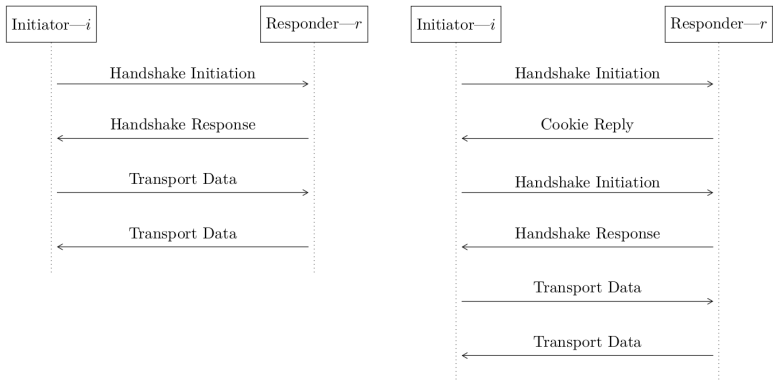 Initiator—i
Responder—r
Handshake Initiation
Handshake Response
Transport Data
Transport Data
Initiator—i
Responder—r
Handshake Initiation
Cookie Reply
Handshake Initiation
Handshake Response
Transport Data
Transport Data